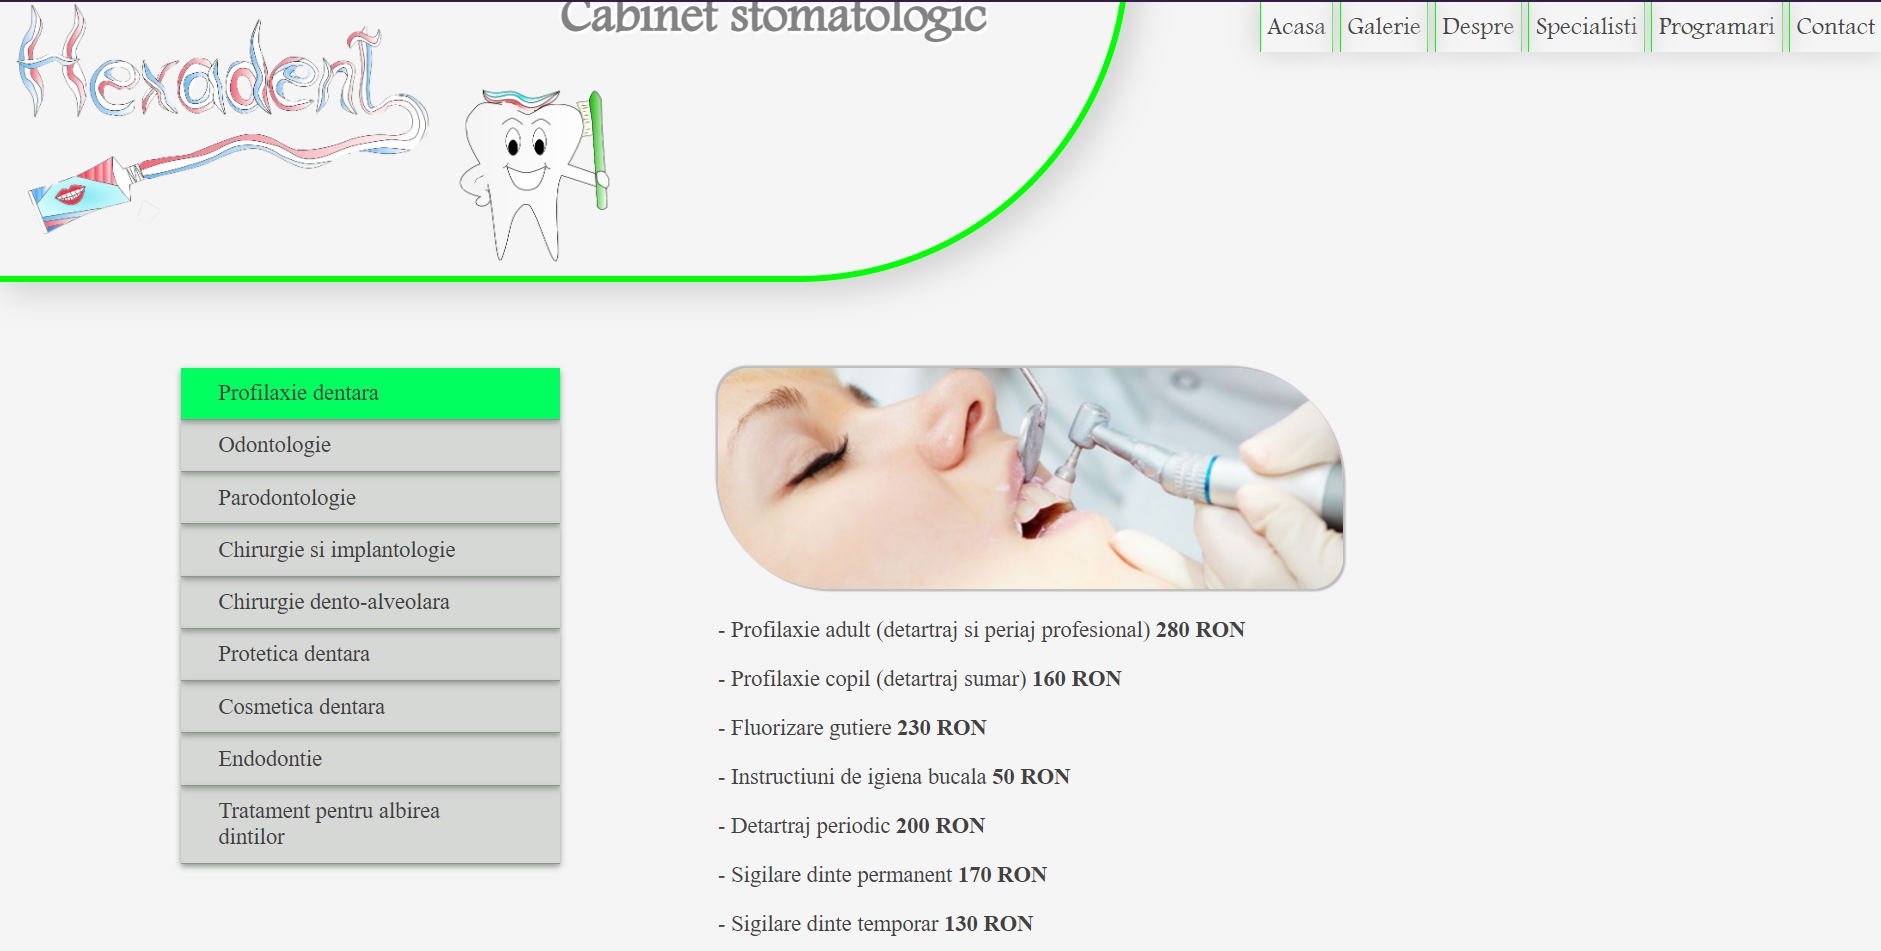 Hexadent
Cabinet stomatologic
Acasa
Galerie
Despre
Specialisti
Programari
Contact
Profilaxie dentara
Odontologie
Parodontologie
Chirurgie si implantologie
Chirurgie dento-alveolara
Protetica dentara
Cosmetica dentara
Endodontie
Tratament pentru albirea
dintilor
- Profilaxie adult (detartraj si periaj profesional) 280 RON
- Profilaxie copil (detartraj sumar) 160 RON
- Fluorizare gutiere 230 RON
- Instructiuni de igiena bucala 50 RON
- Detartraj periodic 200 RON
- Sigilare dinte permanent 170 RON
- Sigilare dinte temporar 130 RON